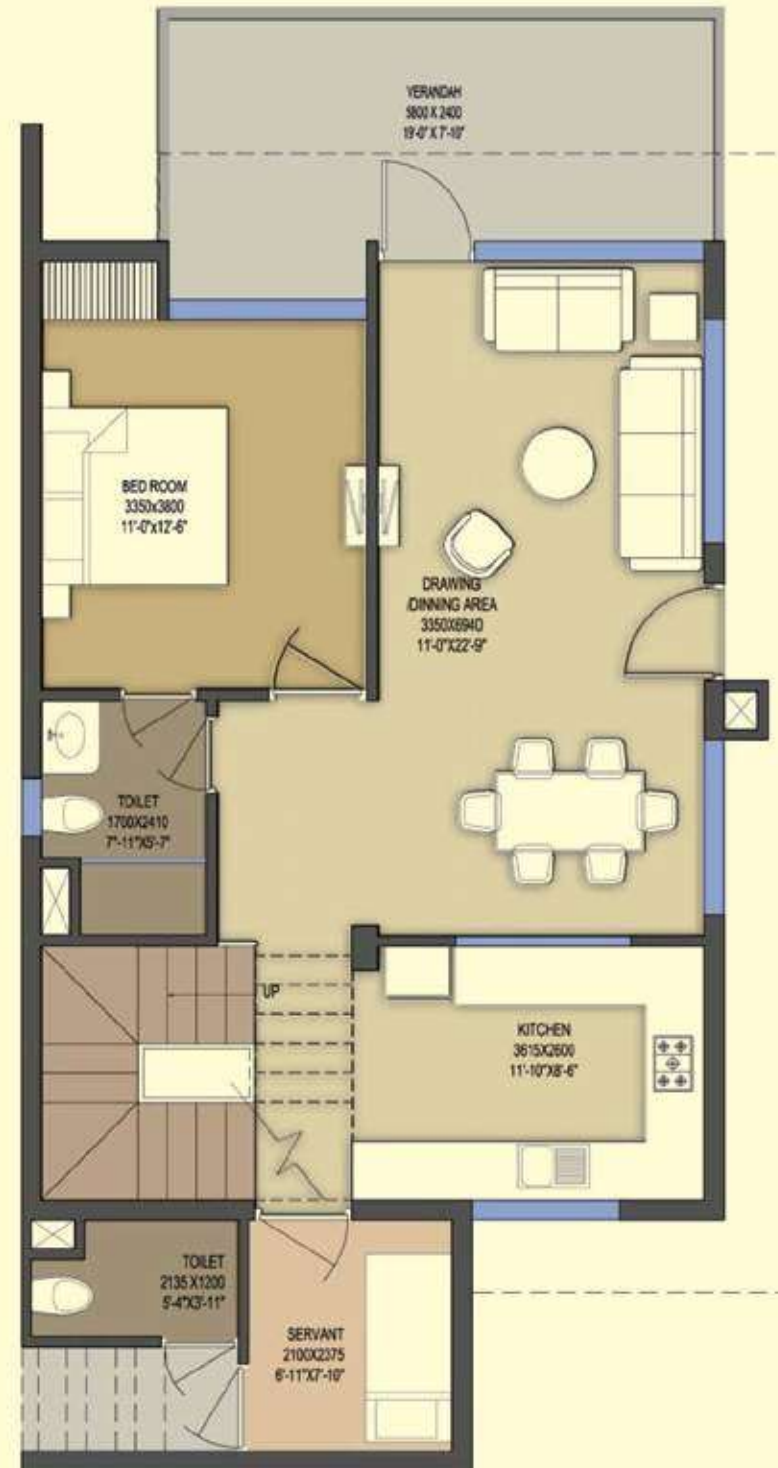 VERANDAH
5800 X 2400
19'-0" X 7'-10"
BED ROOM
3350x3800
11'-0"x12'-6"
DRAWING
/DINNING AREA
3350X6940
11'-0"X22'-9"
TOILET
1700X2410
7'-11"X5'-7"
UP
KITCHEN
3615X2600
11'-10"X8'-6"
TOILET
2135 X1200
5'-4"X3'-11"
SERVANT
2100X2375
6'-11"X7'-10"